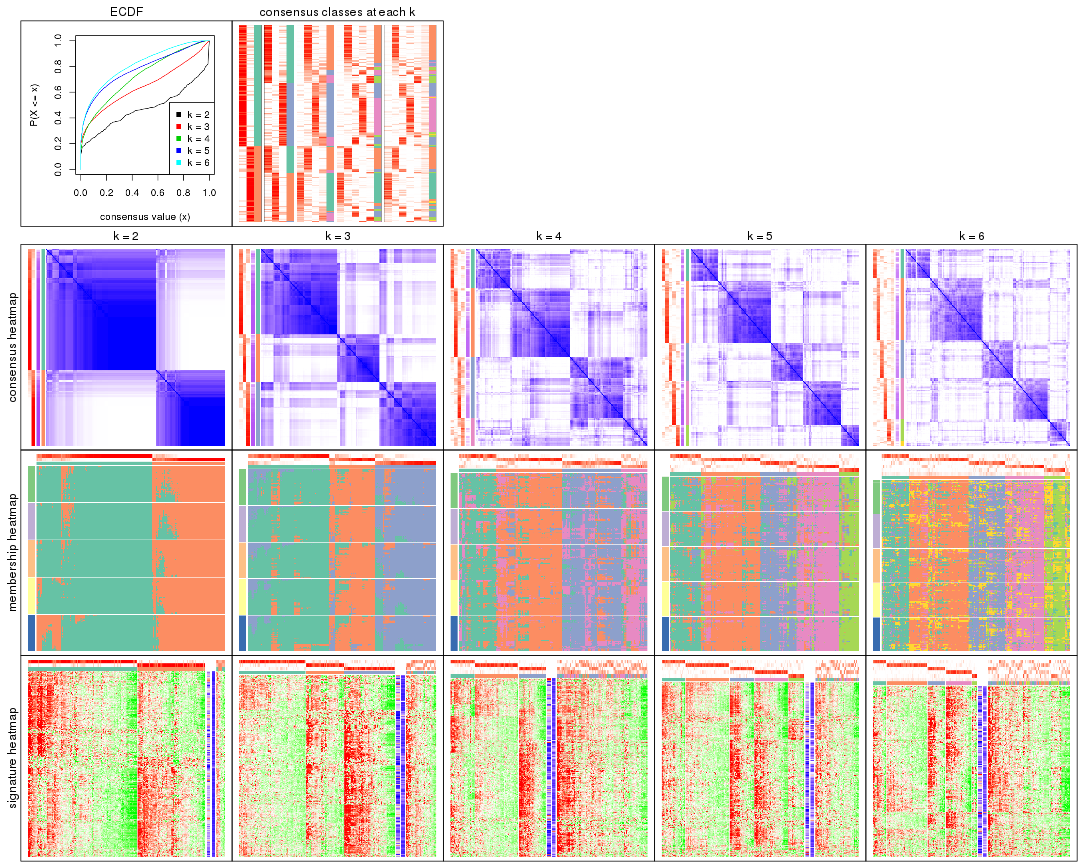 ECDF
consensus classes at each k
P(X <= x)
1.0
0.8
0.6
0.4
0.2
0.0
k = 2
k = 3
k = 4
k = 5
k = 6
0.0 0.2 0.4 0.6 0.8 1.0
consensus value (x)
k = 2
k = 3
k = 4
k = 5
k = 6
consensus heatmap
membership heatmap
signature heatmap